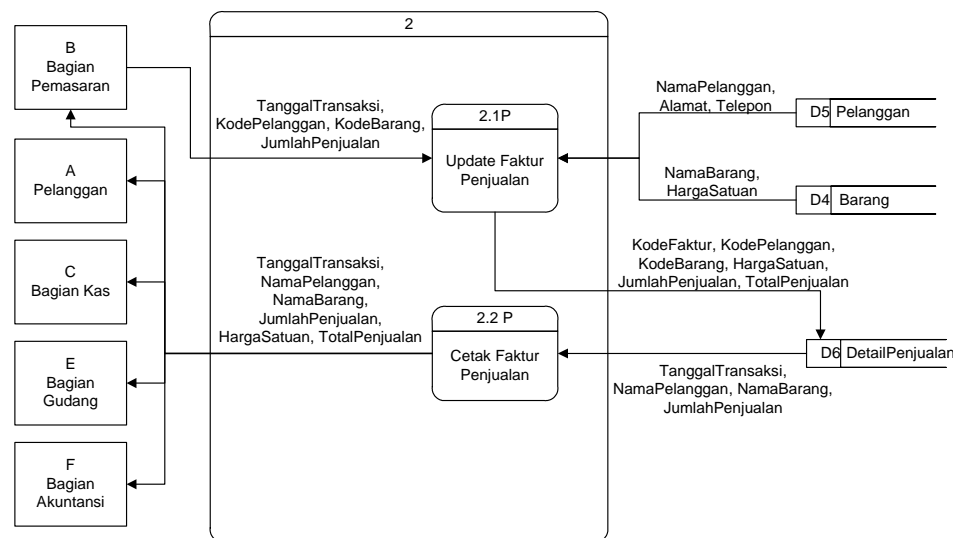 2
B
Bagian
Pemasaran
A
Pelanggan
C
Bagian Kas
E
Bagian
Gudang
F
Bagian
Akuntansi
TanggalTransaksi,
KodePelanggan, KodeBarang,
JumlahPenjualan
2.1P
Update Faktur
Penjualan
NamaPelanggan,
Alamat, Telepon
D5 Pelanggan
NamaBarang,
HargaSatuan
D4 Barang
KodeFaktur, KodePelanggan,
KodeBarang, HargaSatuan,
JumlahPenjualan, TotalPenjualan
TanggalTransaksi,
NamaPelanggan,
NamaBarang,
JumlahPenjualan,
HargaSatuan, TotalPenjualan
2.2 P
Cetak Faktur
Penjualan
D6 DetailPenjualan
TanggalTransaksi,
NamaPelanggan, NamaBarang,
JumlahPenjualan